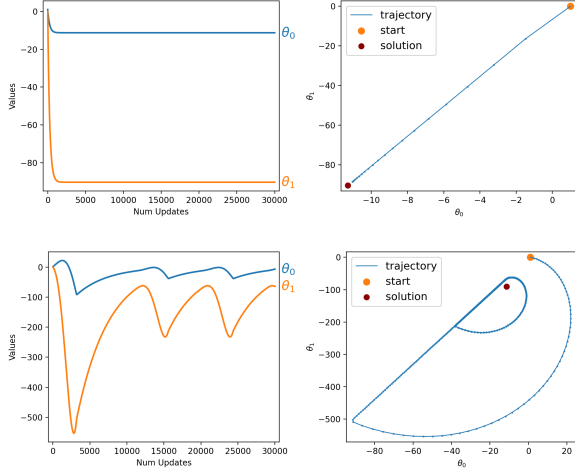 0
−20
−40
−60
−80
Values
0
5000
10000
15000
20000
25000
30000
Num Updates
θ0
θ1
trajectory
start
solution
0
−20
−40
−60
−80
θ1
−10
−8
−6
−4
−2
0
θ0
0
−100
−200
−300
−400
−500
Values
0
5000
10000
15000
20000
25000
30000
Num Updates
θ0
θ1
trajectory
start
solution
0
−100
−200
−300
−400
−500
θ1
−80
−60
−40
−20
0
20
θ0